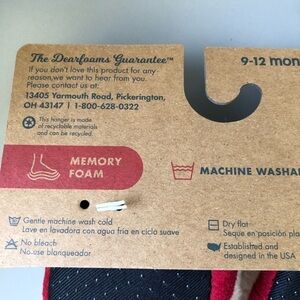 The Dearfoams Guarantee™
If you don't love this product for any
reason, we want to hear from you.
Please contact us at.
13405 Yarmouth Road, Pickerington,
OH 43147 | 1-800-628-0322
This hanger is made
of recyclable materials
and can be recycled.
9-12 mon
MEMORY
FOAM
MACHINE WASHA
Gentle machine wash cold
Lave en lavadora con agua fría en ciclo suave
No bleach
No use blanqueador
Dry flat
Seque en posición pla
Established and
designed in the USA